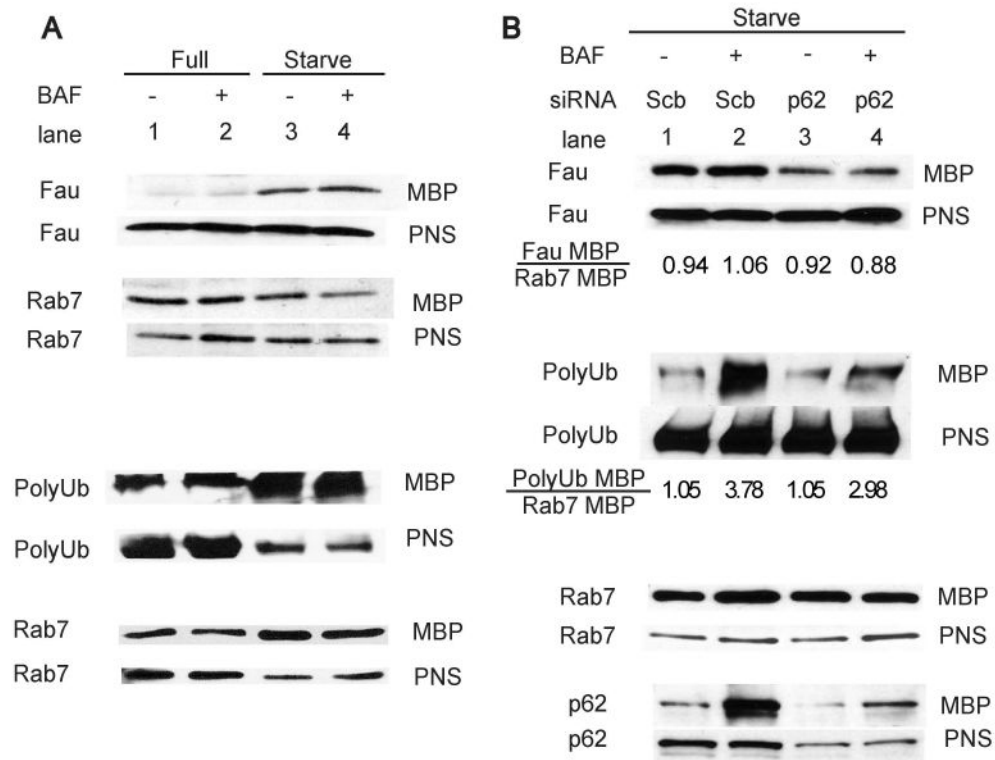 A
Full Starve
BAF - + - +
lane 1 2 3 4
Fau MBP
Fau PNS
Rab7 MBP
Rab7 PNS
PolyUb MBP
PolyUb PNS
Rab7 MBP
Rab7 PNS
B
Starve
BAF - + - +
siRNA Scb Scb p62 p62
lane 1 2 3 4
Fau MBP
Fau PNS
Fau MBP
Rab7 MBP
0.94 1.06 0.92 0.88
PolyUb MBP
PolyUb PNS
PolyUb MBP
Rab7 MBP
1.05 3.78 1.05 2.98
Rab7 MBP
Rab7 PNS
p62 MBP
p62 PNS